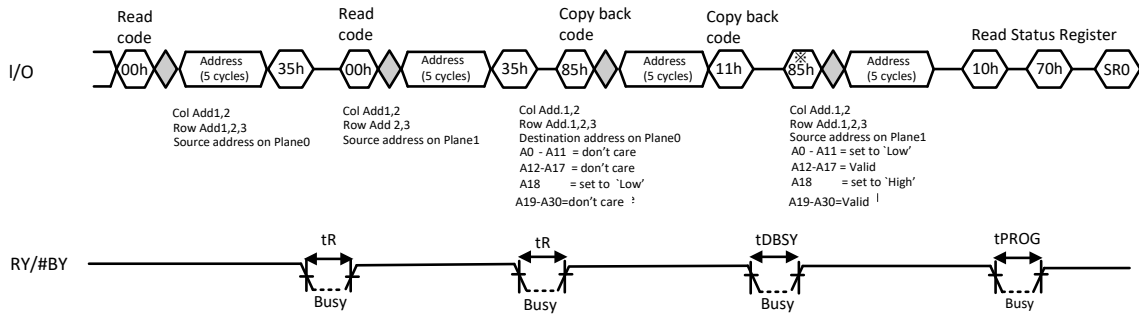 Read
code
Read
code
Copy back
code
Copy back
code
Read Status Register
I/O
00h
Address
(5 cycles)
35h
00h
Address
(5 cycles)
35h
85h
Address
(5 cycles)
11h
※
85h
Address
(5 cycles)
10h
70h
SR0
Col Add1,2
Row Add1,2,3
Source address on Plane0
Col Add1,2
Row Add 2,3
Source address on Plane1
Col Add.1,2
Row Add.1,2,3
Destination address on Plane0
A0 - A11 = don't care
A12-A17 = don't care
A18 = set to `Low'
A19-A30=don't care
Col Add.1,2
Row Add.1,2,3
Source address on Plane1
A0 - A11 = set to `Low'
A12-A17 = Valid
A18 = set to `High'
A19-A30=Valid
RY/#BY
tR
Busy
tR
Busy
tDBSY
Busy
tPROG
Busy